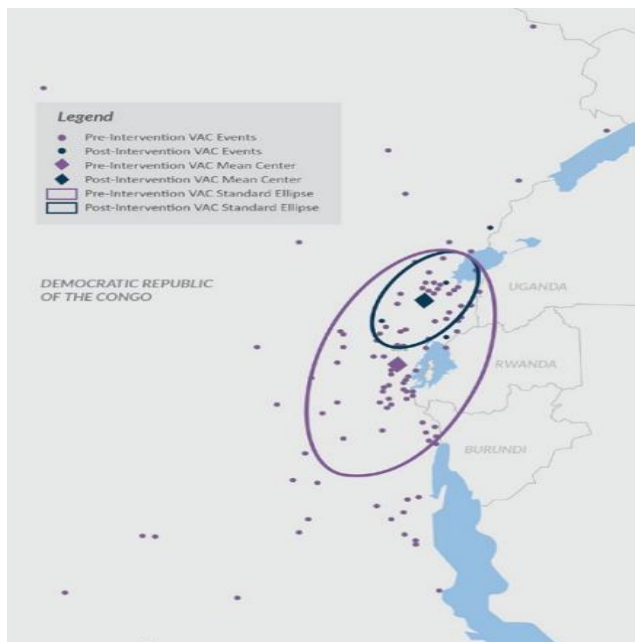 Legend
Pre-Intervention VAC Events
Post-Intervention VAC Events
Pre-Intervention VAC Mean Center
Post-Intervention VAC Mean Center
Pre-Intervention VAC Standard Ellipse
Post-Intervention VAC Standard Ellipse
DEMOCRATIC REPUBLIC
OF THE CONGO
UGANDA
RWANDA
BURUNDI